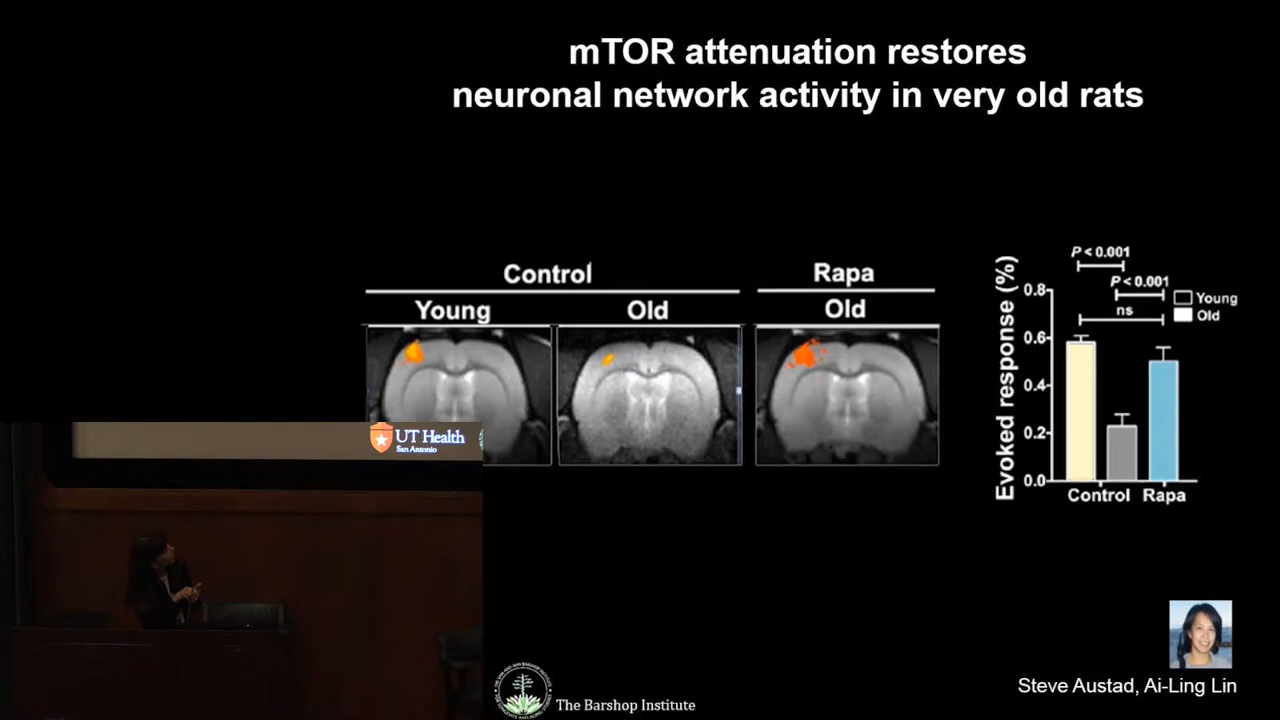 mTOR attenuation restores
neuronal network activity in very old rats
Control
Rapa
Young
Old
Old
P < 0.001
P < 0.001
ns
Young
Old
Evoked response (%)
0.8
0.6
0.4
0.2
0.0
Control
Rapa
UT Health
San Antonio
The Barshop Institute
Steve Austad, Ai-Ling Lin